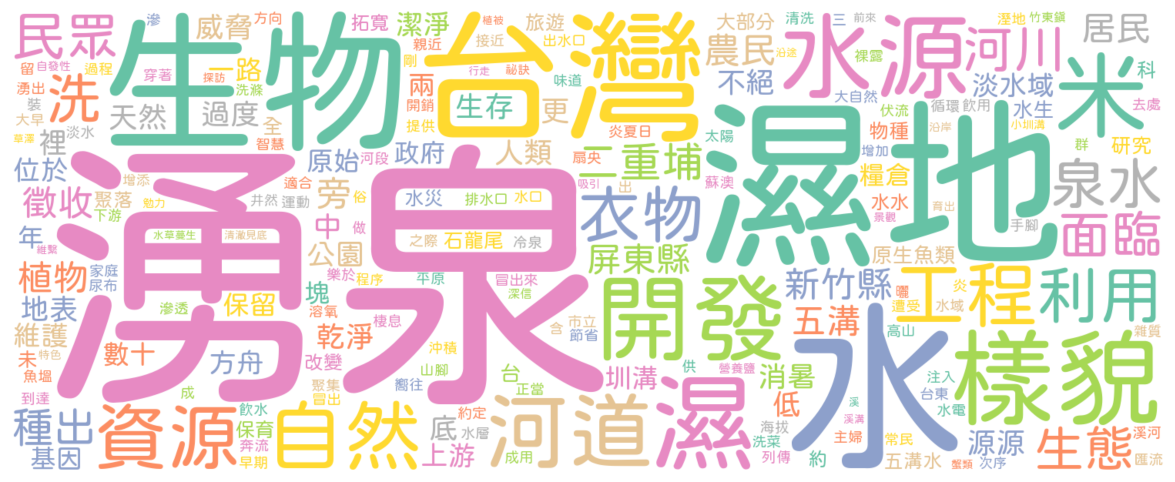 民眾
生物
台灣
水源
河川
米
湧泉
濕地
水
樣貌
開發
工程
利用
自然
河道
資源
濕
衣物
二重埔
泉水
面臨
生態
威脅
方向
拓寬
潔淨
旅遊
大部分
清洗
三
前來
溼地
竹東鎮
居民
滲
親近
接近
植被
出水口
農民
沿途
裸露
留
自發性
過程
穿著
一路
探訪
洗滌
剛
行走
祕訣
味道
不絕
淡水域
科
洗
湧出
裝
大早
裡
淡水
草澤
天然
過度
全
智慧
兩
開銷
提供
生存
更
炎夏日
太陽
大自然
伏流
循環
飲用
水生
去處
物種
沿岸
小圳溝
群
研究
位於
增添
原始
河段
政府
人類
扇央
蘇澳
增加
糧倉
徵收
聚落
下游
井然
適合
運動
旁
俗
水災
排水口
水口
吸引
出
水水
景觀
冒出
手腳
年
勉力
維繫
水草蔓生
清澈見底
中
做
公園
之際
石龍尾
冷泉
屏東縣
原生魚類
植物
家庭
尿布
樂於
程序
平原
冒出來
深信
新竹縣
囉
炎
遭受
水域
地表
滲透
保留
塊
溶氧
棲息
含
市立
節省
五溝
高山
雜質
維護
未
特色
魚塭
數十
方舟
乾淨
改變
沖積
山腳
台
正當
圳溝
供
營養鹽
消暑
低
台東
注入
水電
到達
成
聚集
冒出
嚮往
種出
基因
飲水
保育
奔流
早期
底
約定
水層
上游
成用
海拔
洗菜
列傳
約
溪
溪溝
主婦
常民
五溝水
蟹類
源源
次序
溪河
匯流